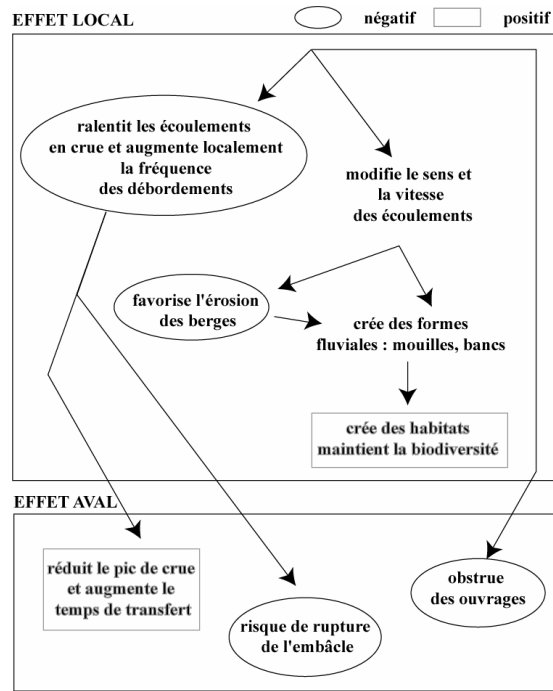 EFFET LOCAL
négatif
positif
ralentit les écoulements
en crue et augmente localement
la fréquence
des débordements
modifie le sens et
la vitesse
des écoulements
favorise l'érosion
des berges
crée des formes
fluviales : mouilles, bancs
crée des habitats
maintient la biodiversité
EFFET AVAL
réduit le pic de crue
et augmente le
temps de transfert
risque de rupture
de l'embâcle
obstrue
des ouvrages